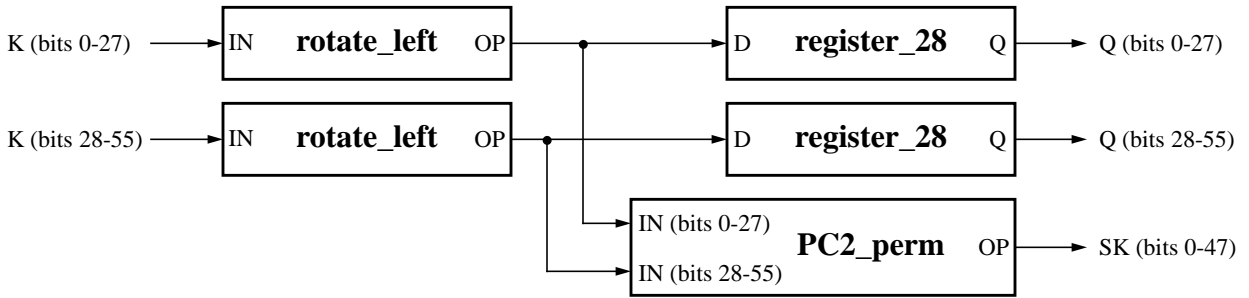 K (bits 0-27) IN rotate_left OP D register_28 Q Q (bits 0-27)
K (bits 28-55) IN rotate_left OP D register_28 Q Q (bits 28-55)
IN (bits 0-27)
PC2_perm OP SK (bits 0-47)
IN (bits 28-55)